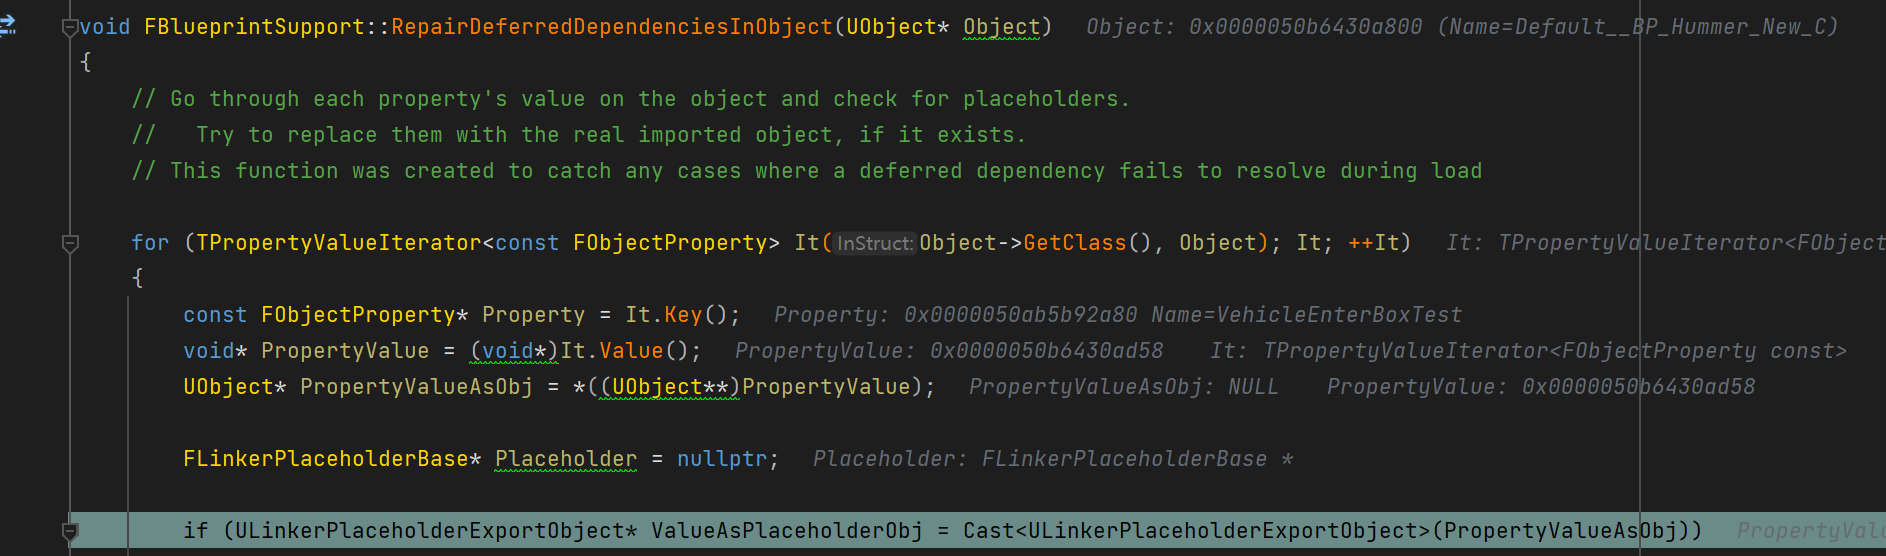 void FBlueprintSupport::RepairDeferredDependenciesInObject(UObject* Object)   Object: 0x0000050b6430a800 (Name=Default__BP_Hummer_New_C)
{
    // Go through each property's value on the object and check for placeholders.
    //   Try to replace them with the real imported object, if it exists.
    // This function was created to catch any cases where a deferred dependency fails to resolve during load
    for (TPropertyValueIterator<const FObjectProperty> It(InStruct: Object->GetClass(), Object); It; ++It)   It: TPropertyValueIterator<FObject
    {
        const FObjectProperty* Property = It.Key();   Property: 0x0000050ab5b92a80 Name=VehicleEnterBoxTest
        void* PropertyValue = (void*)It.Value();   PropertyValue: 0x0000050b6430ad58   It: TPropertyValueIterator<FObjectProperty const>
        UObject* PropertyValueAsObj = *((UObject**)PropertyValue);   PropertyValueAsObj: NULL   PropertyValue: 0x0000050b6430ad58
        FLinkerPlaceholderBase* Placeholder = nullptr;   Placeholder: FLinkerPlaceholderBase *
        if (ULinkerPlaceholderExportObject* ValueAsPlaceholderObj = Cast<ULinkerPlaceholderExportObject>(PropertyValueAsObj))   PropertyVal